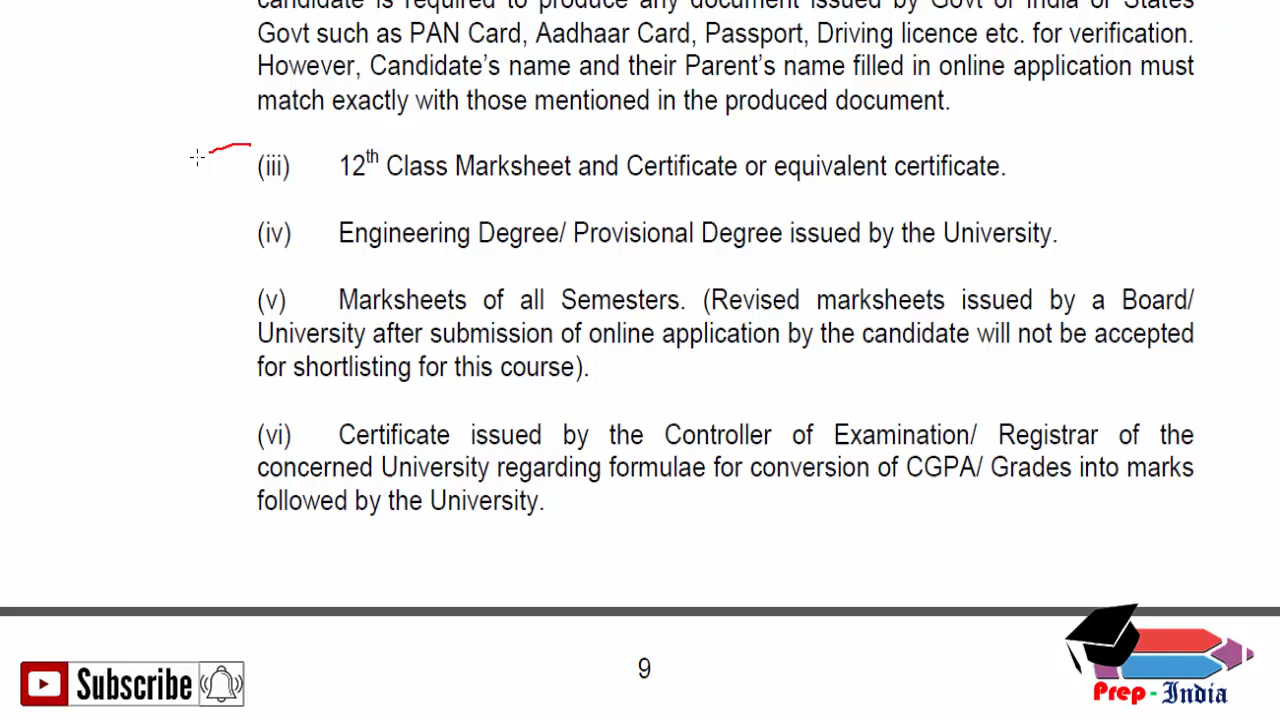 candidate is required to produce any document issued by Govt of India or States
Govt such as PAN Card, Aadhaar Card, Passport, Driving licence etc. for verification.
However, Candidate's name and their Parent's name filled in online application must
match exactly with those mentioned in the produced document.
(iii) 12th Class Marksheet and Certificate or equivalent certificate.
(iv) Engineering Degree/ Provisional Degree issued by the University.
(v) Marksheets of all Semesters. (Revised marksheets issued by a Board/
University after submission of online application by the candidate will not be accepted
for shortlisting for this course).
(vi) Certificate issued by the Controller of Examination/ Registrar of the
concerned University regarding formulae for conversion of CGPA/ Grades into marks
followed by the University.
9
Subscribe
Prep - India